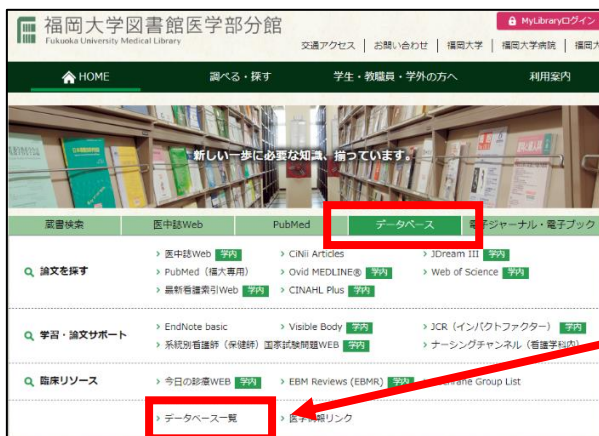 福岡大学図書館医学部分館
Fukuoka University Medical Library
MyLibraryログイン
交通アクセス | お問い合わせ | 福岡大学 | 福岡大学病院 |
HOME 調べる・探す 学生・教職員・学外の方へ 利用案内
新しい一歩に必要な知識、揃っています。
蔵書検索 医中誌Web PubMed データベース 電子ジャーナル・電子ブック
論文を探す
› 医中誌Web 学内 › CiNii Articles › JDream III 学内
› PubMed(福大専用) › Ovid MEDLINE® 学内 › Web of Science 学内
› 最新看護索引Web 学内 › CINAHL Plus 学内
学習・論文サポート
› EndNote basic › Visible Body 学内 › JCR(インパクトファクター) 学内
› 系統別看護師(保健師)国家試験問題WEB 学内 › ナーシングチャンネル(看護学科内)
臨床リソース
› 今日の診療WEB 学内 › EBM Reviews (EBMR) 学内 Group List
› データベース一覧 › 医学情報リンク